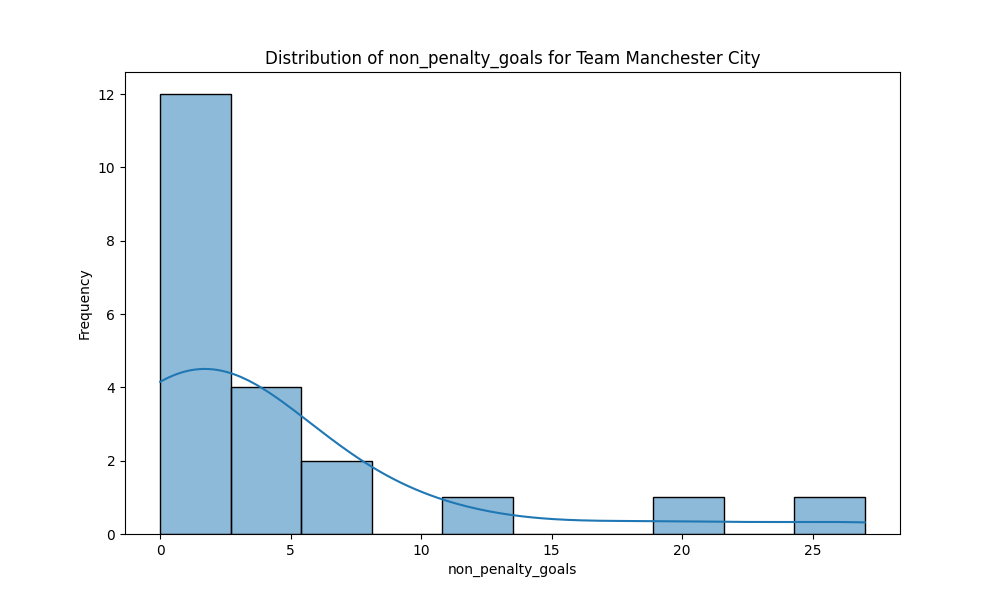 Distribution of non_penalty_goals for Team Manchester City
Frequency
12
10
8
6
4
2
0
0 5 10 15 20 25
non_penalty_goals